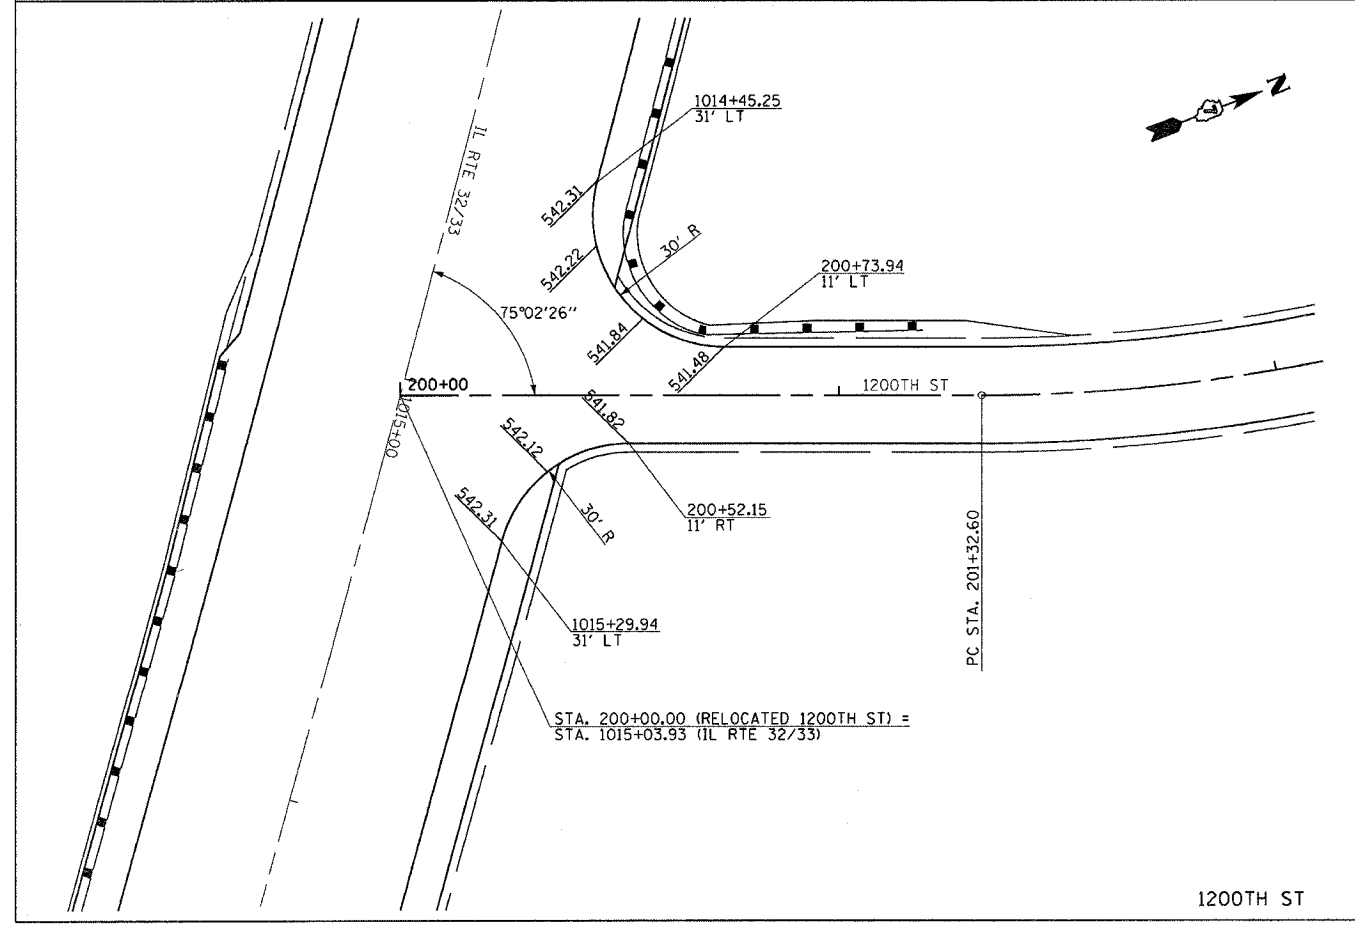 1014+45.25
31' LT
N
IL RTE 32/33
542.31
542.22
30' R
200+73.94
11' LT
75°02'26"
541.84
541.48
200+00
1200TH ST
1015+00
541.82
542.12
542.31
30' R
200+52.15
11' RT
PC STA. 201+32.60
1015+29.94
31' LT
STA. 200+00.00 (RELOCATED 1200TH ST) =
STA. 1015+03.93 (IL RTE 32/33)
1200TH ST